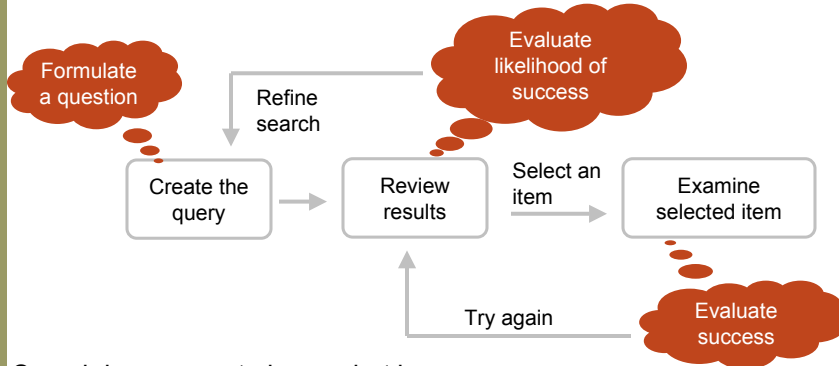 Evaluate
likelihood of
success
Formulate
a question
Refine
search
Create the
query
Review
results
Select an
item
Examine
selected item
Try again
Evaluate
success